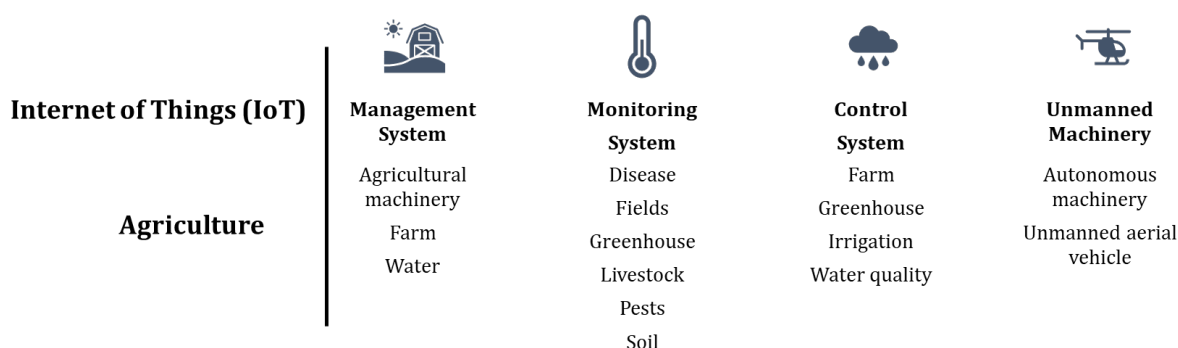 Internet of Things (IoT)
Agriculture
Management
System
Agricultural
machinery
Farm
Water
Monitoring
System
Disease
Fields
Greenhouse
Livestock
Pests
Soil
Control
System
Farm
Greenhouse
Irrigation
Water quality
Unmanned
Machinery
Autonomous
machinery
Unmanned aerial
vehicle